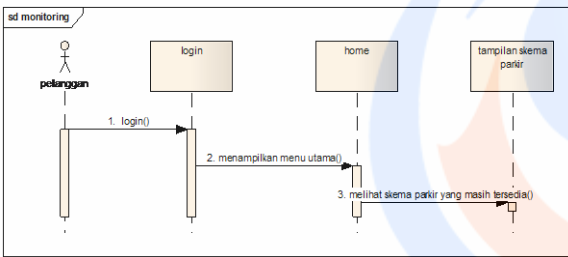 sd monitoring
pelanggan
login
home
tampilan skema
parkir
1. login()
2. menampilkan menu utama()
3. melihat skema parkir yang masih tersedia()